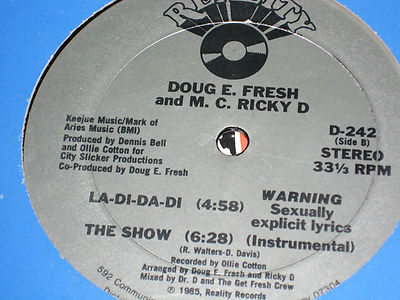 REALITY
DOUG E. FRESH
and M. C. RICKY D
Keejue Music/Mark of
Aries Music (BMI)
Produced by Dennis Bell
and Ollie Cotton for
City Slicker Productions
Co-Produced by Doug E. Fresh
D-242
(Side B)
STEREO
33⅓ RPM
LA-DI-DA-DI (4:58)
WARNING
Sexually
explicit lyrics
THE SHOW (6:28) (Instrumental)
(R. Walters-D. Davis)
Recorded by Ollie Cotton
Arranged by Doug E. Fresh and Ricky D
Mixed by Dr. D and The Get Fresh Crew
Ⓟ 1985, Reality Records
592 Communi
07304